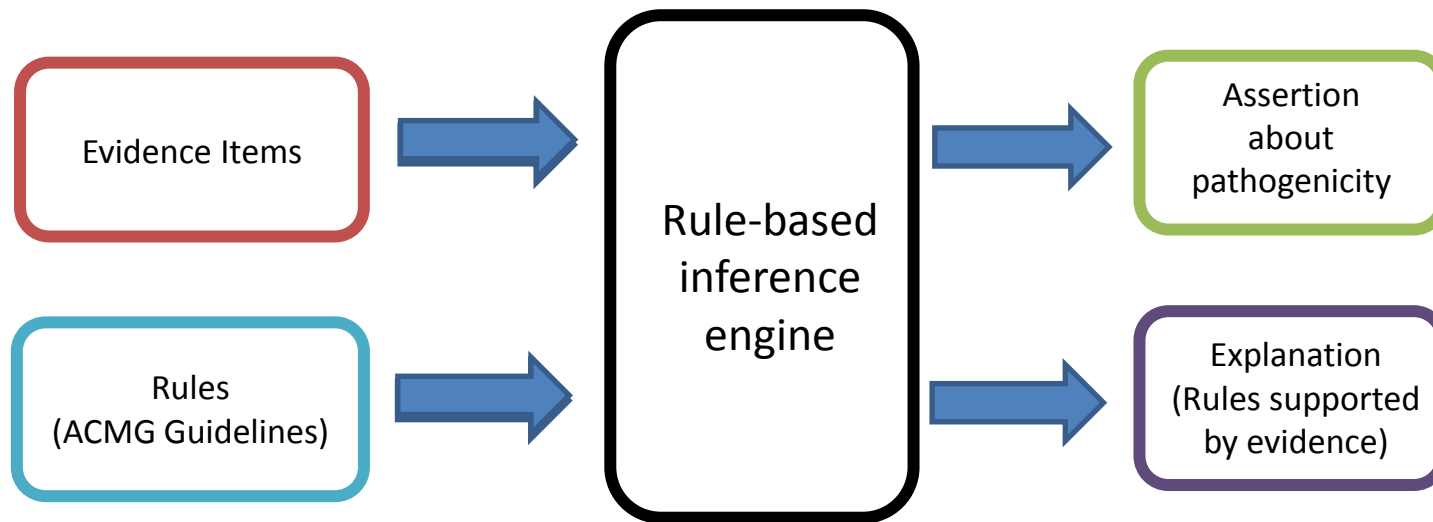 Evidence Items
Rules
(ACMG Guidelines)
Rule-based
inference
engine
Assertion
about
pathogenicity
Explanation
(Rules supported
by evidence)